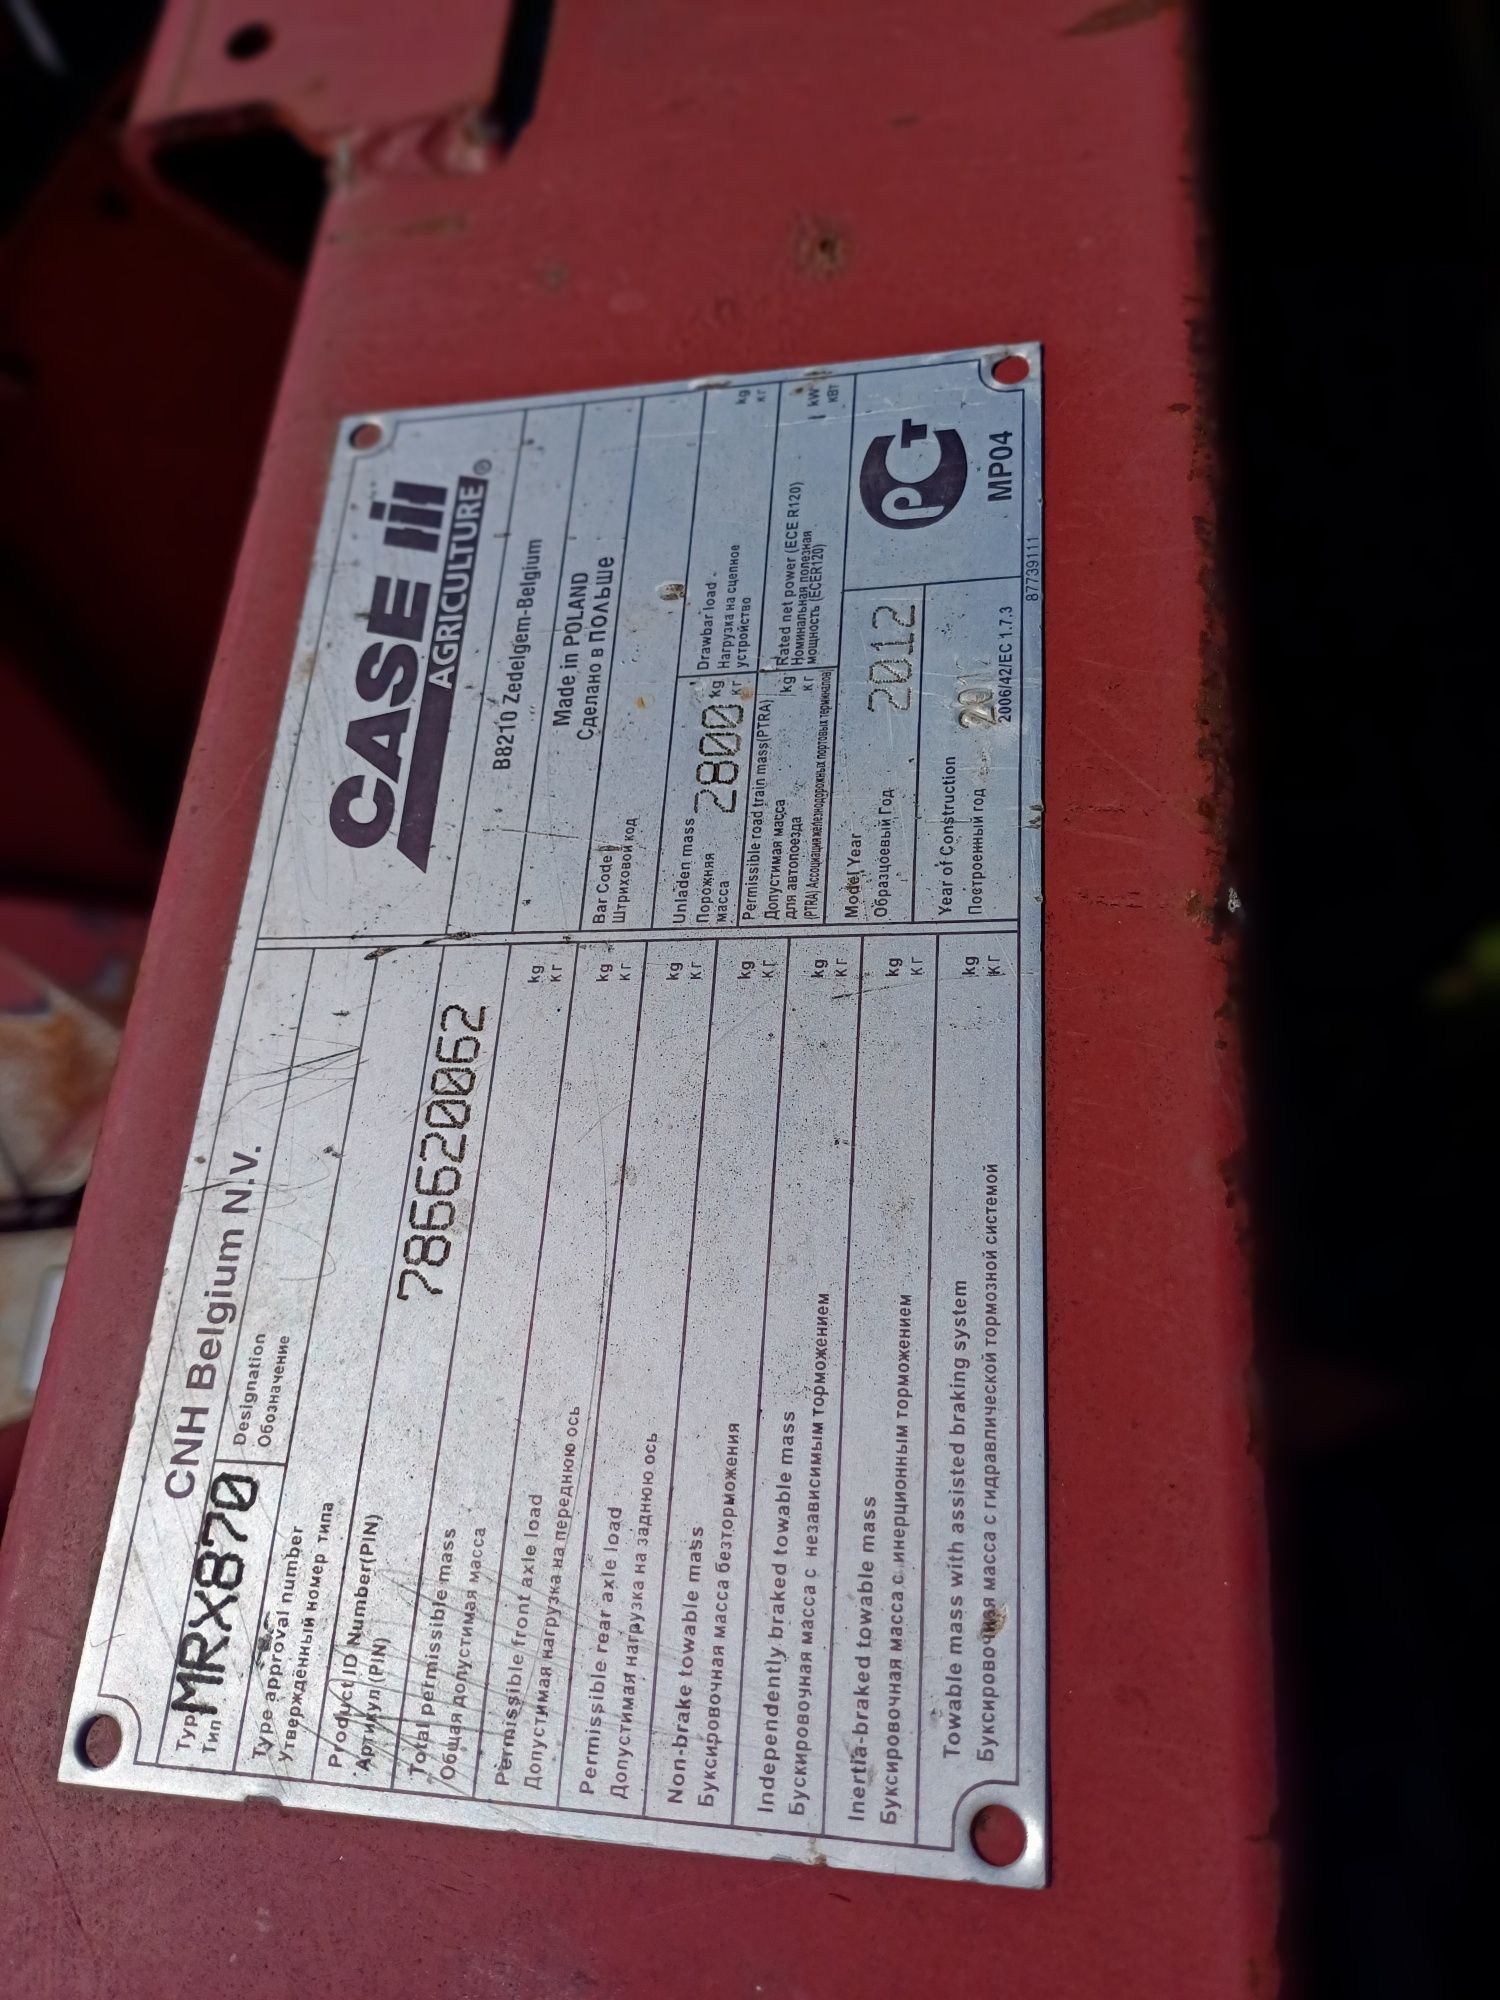 CNH Belgium N.V.
Type MRX870 Designation
Тип Обозначение
Type approval number
утверждённый номер типа
Product ID Number(PIN)
Артикул (PIN) 786620062
Total permissible mass
Общая допустимая масса
Permissible front axle load kg
Допустимая нагрузка на переднюю ось кг
Permissible rear axle load kg
Допустимая нагрузка на заднюю ось кг
Non-brake towable mass kg
Буксировочная масса безторможения кг
Independently braked towable mass kg
Бускировочная масса с независимым торможением кг
Inertia-braked towable mass kg
Буксировочная масса с инерционным торможением кг
Towable mass with assisted braking system kg
Буксировочная масса с гидравлической тормозной системой кг
CASE IH
AGRICULTURE®
B8210 Zedelgem-Belgium
Made in POLAND
Сделано в ПОЛЬШЕ
Bar Code
Штриховой код
Unladen mass
Порожняя
масса
2800 kg
кг
Drawbar load kg
Нагрузка на сцепное кг
устройство
Permissible road train mass(PTRA) kg
Допустимая масса кг
для автопоезда
(PTRA) Ассоциация железнодорожных портовых терминалов)
Rated net power (ECE R120) kW
Номинальная полезная кВт
мощность (ECER120)
Model Year
Образцоевый Год 2012
Year of Construction
Построенный год
2006/42/EC 1.7.3
РСТ
MP04
87739111